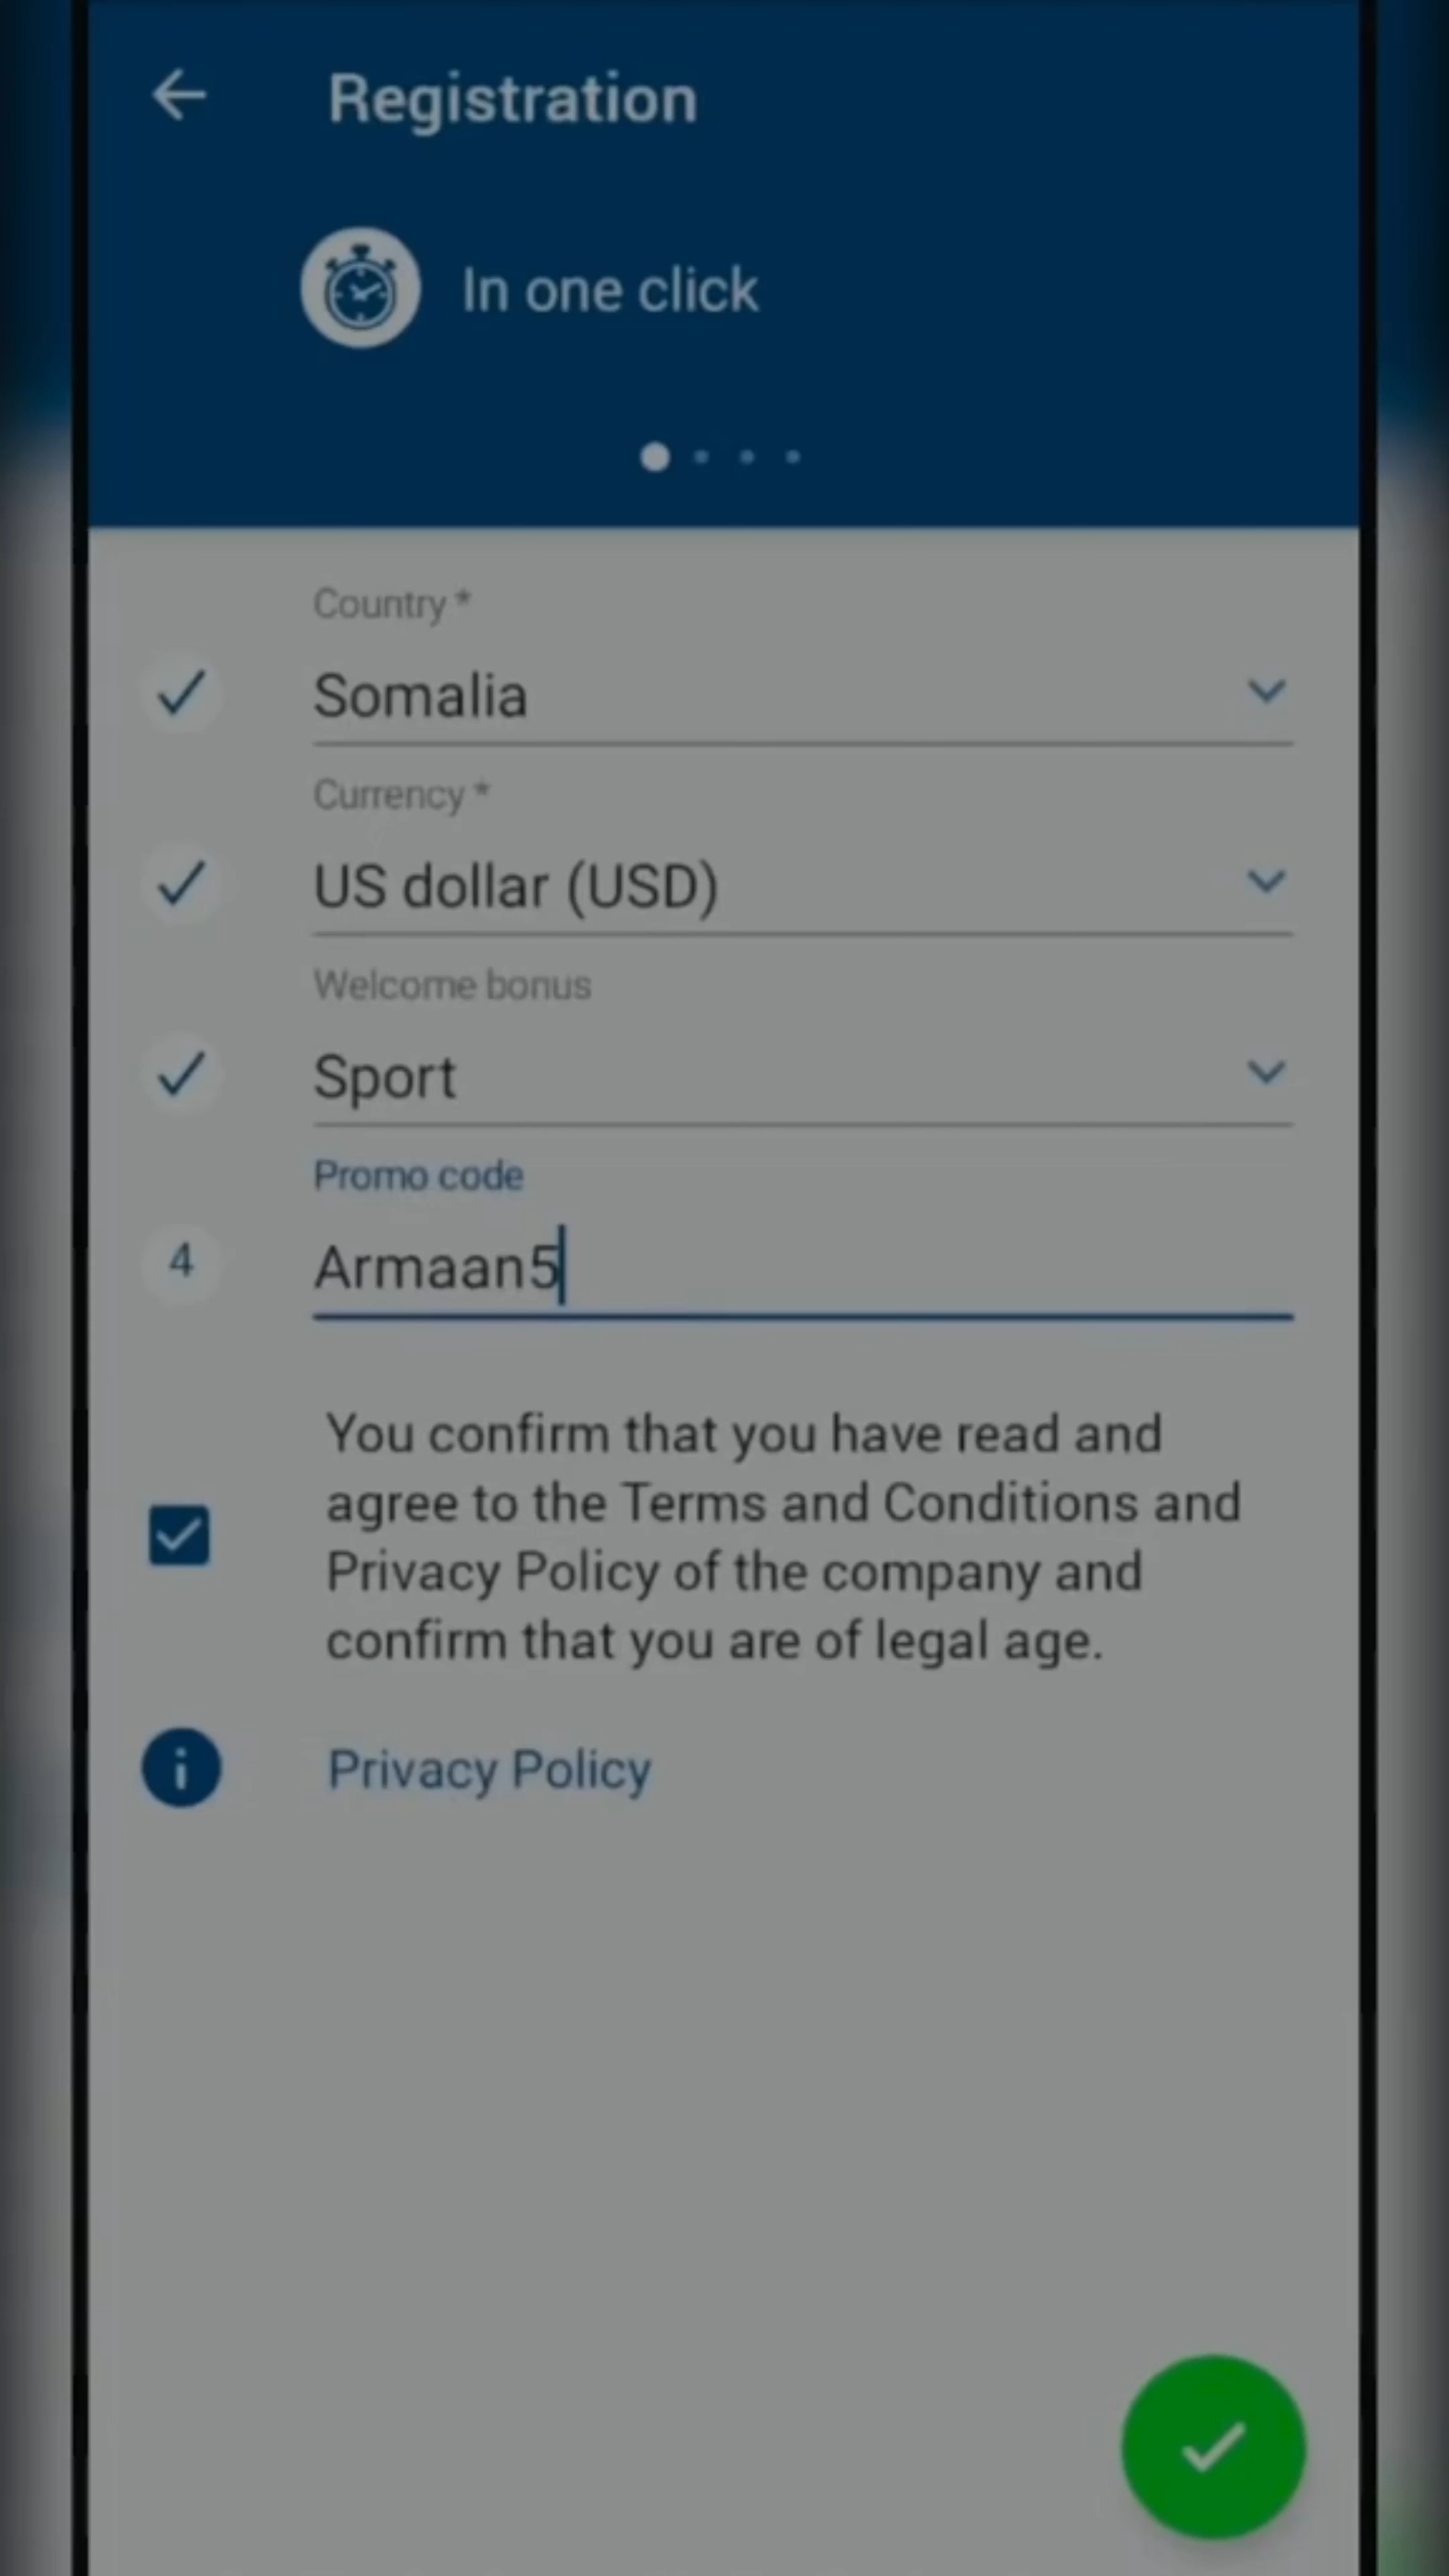 Registration
In one click
Country *
Somalia
Currency *
US dollar (USD)
Welcome bonus
Sport
Promo code
4
Armaan5
You confirm that you have read and
agree to the Terms and Conditions and
Privacy Policy of the company and
confirm that you are of legal age.
Privacy Policy